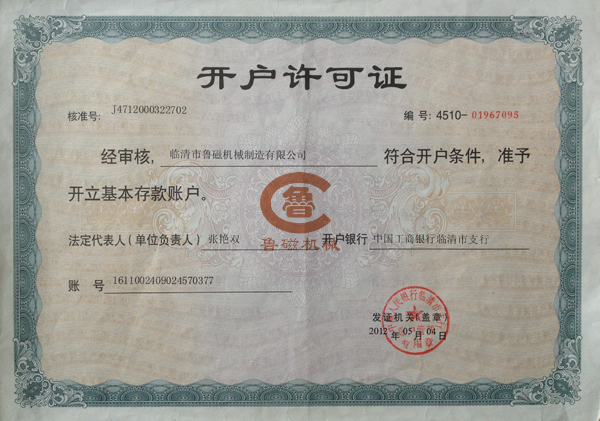 开户许可证
核准号: J4712000322702
编 号: 4510-01967095
经审核, 临清市鲁磁机械制造有限公司 符合开户条件, 准予
开立基本存款账户。
鲁
鲁磁机械
法定代表人(单位负责人) 张艳双 开户银行 中国工商银行临清市支行
账 号 1611002409024570377
发证机关(盖章)
2012 年 05 月 04 日